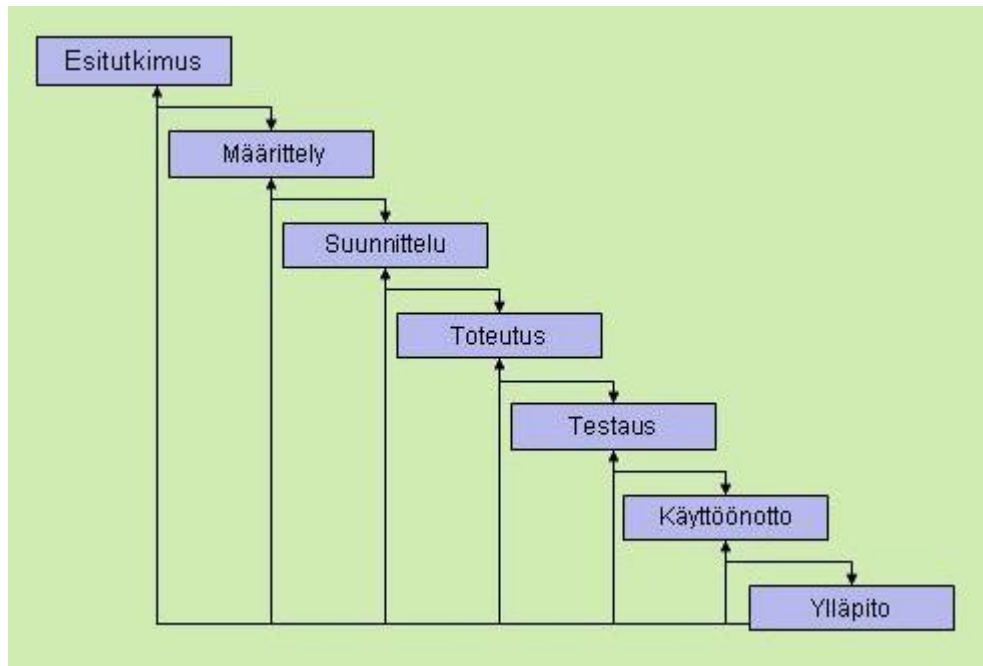 Esitutkimus
Määrittely
Suunnittelu
Toteutus
Testaus
Käyttöönotto
Ylläpito